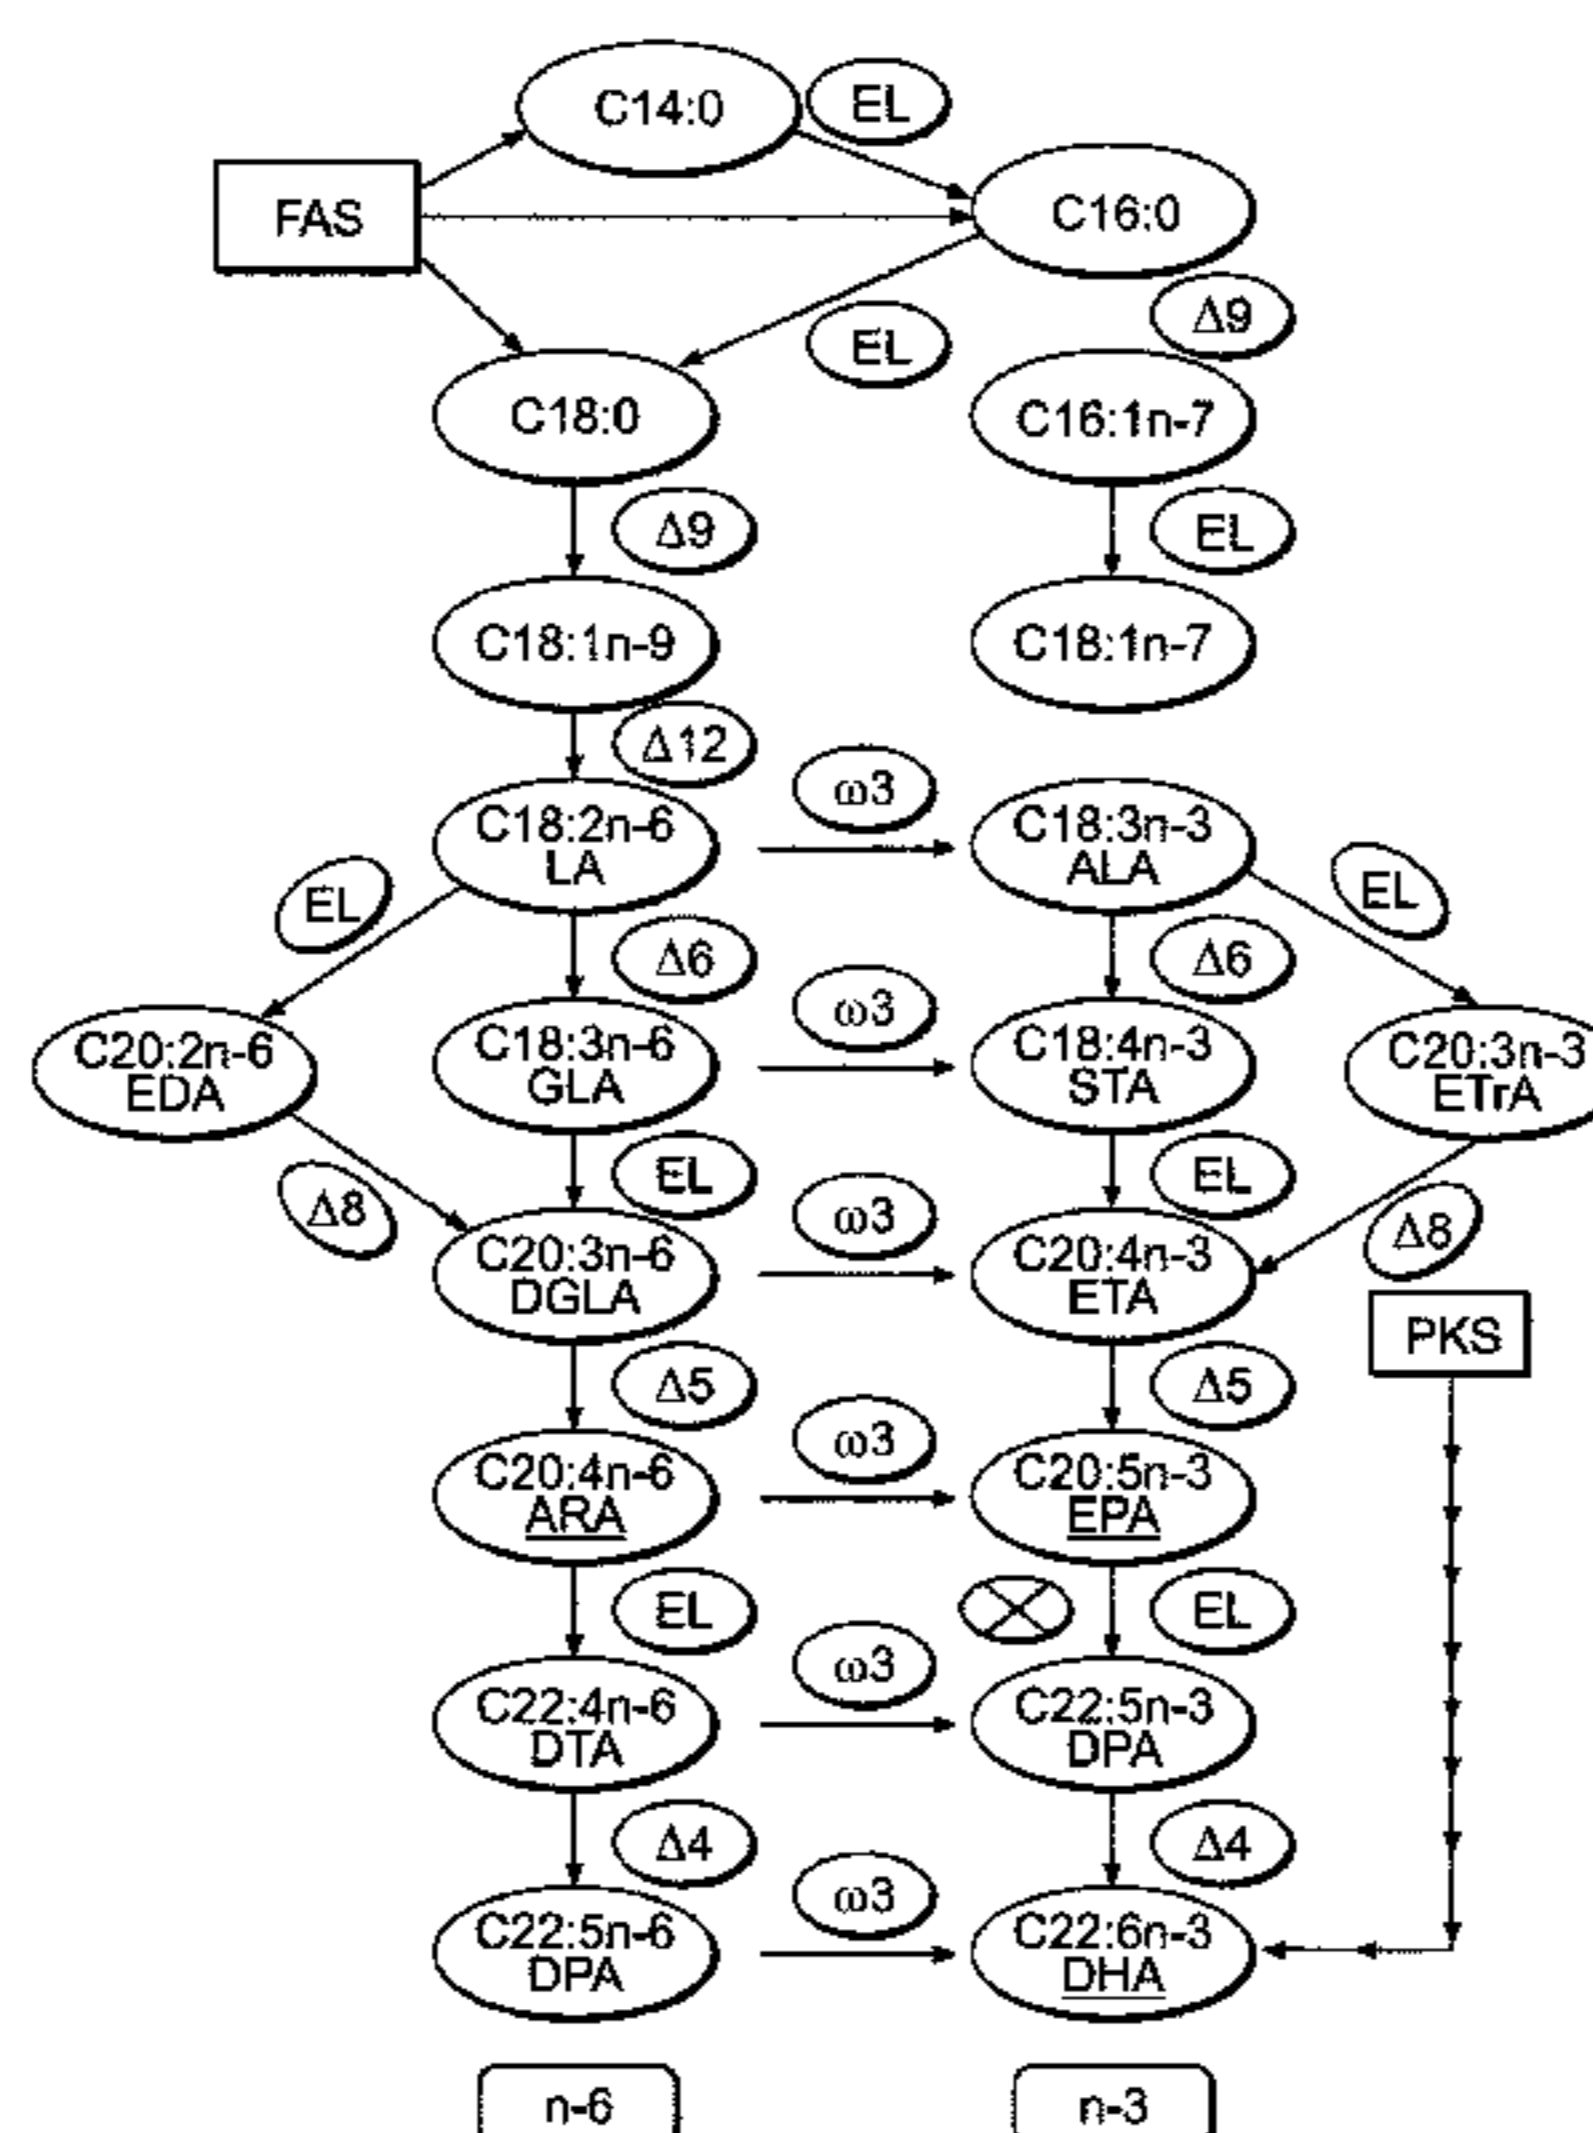 C14:0
EL
FAS
C16:0
Δ9
EL
C18:0
C16:1n-7
Δ9
EL
C18:1n-9
C18:1n-7
Δ12
ω3
C18:2n-6
LA
C18:3n-3
ALA
EL
EL
Δ6
Δ6
ω3
C20:2n-6
EDA
C18:3n-6
GLA
C18:4n-3
STA
C20:3n-3
ETrA
EL
EL
Δ8
ω3
Δ8
C20:3n-6
DGLA
C20:4n-3
ETA
PKS
Δ5
Δ5
ω3
C20:4n-6
ARA
C20:5n-3
EPA
EL
EL
ω3
C22:4n-6
DTA
C22:5n-3
DPA
Δ4
Δ4
ω3
C22:5n-6
DPA
C22:6n-3
DHA
n-6
n-3